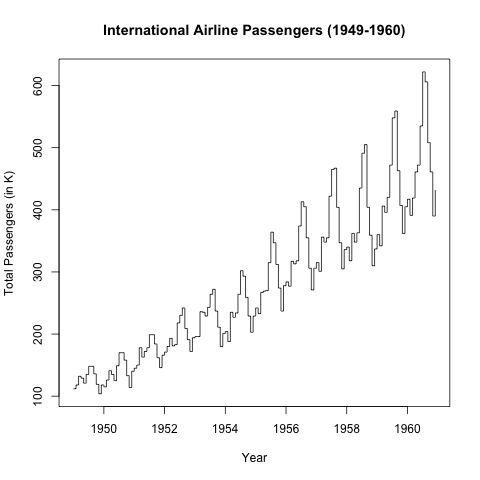 International Airline Passengers (1949-1960)
Total Passengers (in K)
600
500
400
300
200
100
1950 1952 1954 1956 1958 1960
Year